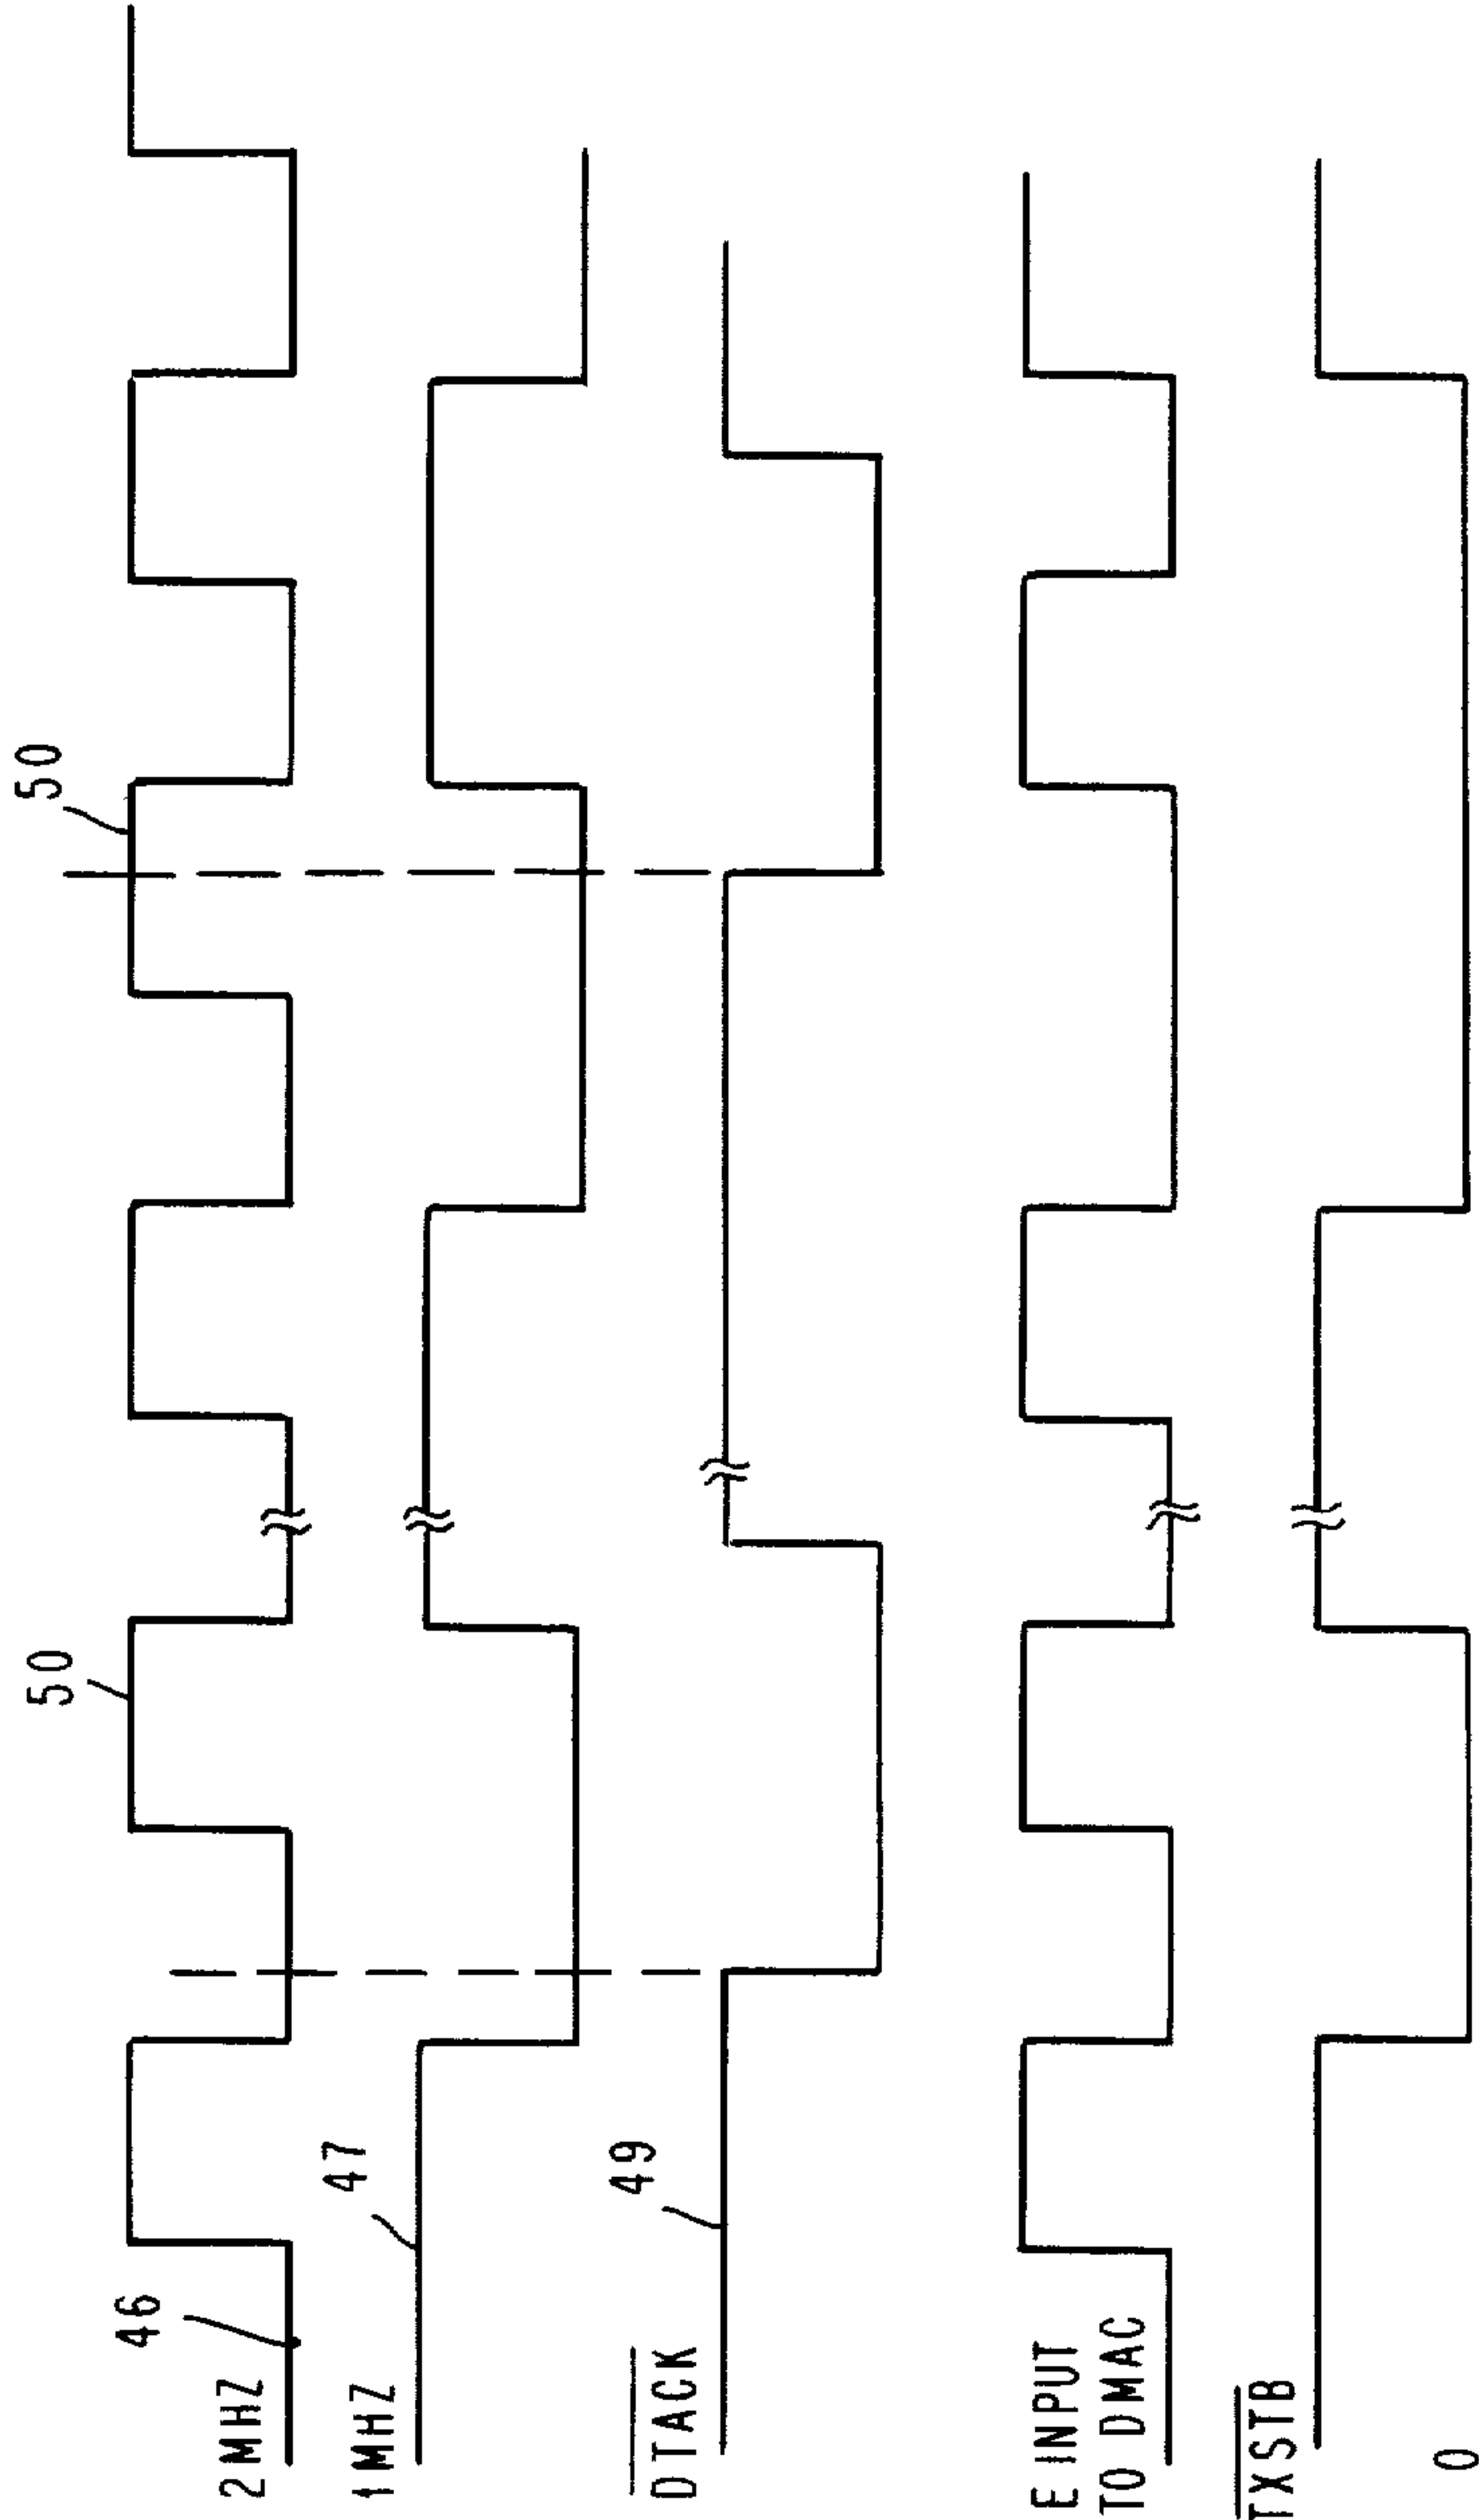 50
50
46
2MHZ
47
1MHZ
49
DTACK
E INPUT
TO DMAC
TXSTB
0